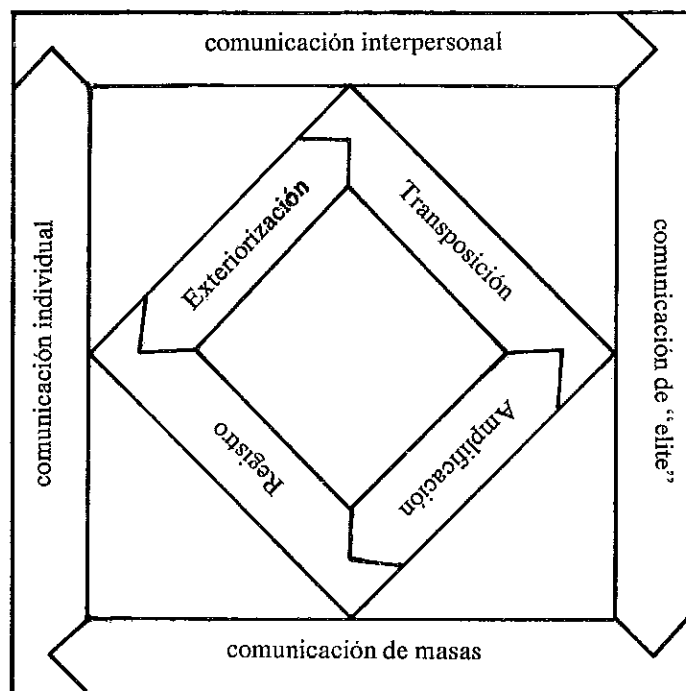 comunicación interpersonal
Exteriorización
Transposición
comunicación individual
comunicación de “elite”
Registro
Amplificación
comunicación de masas